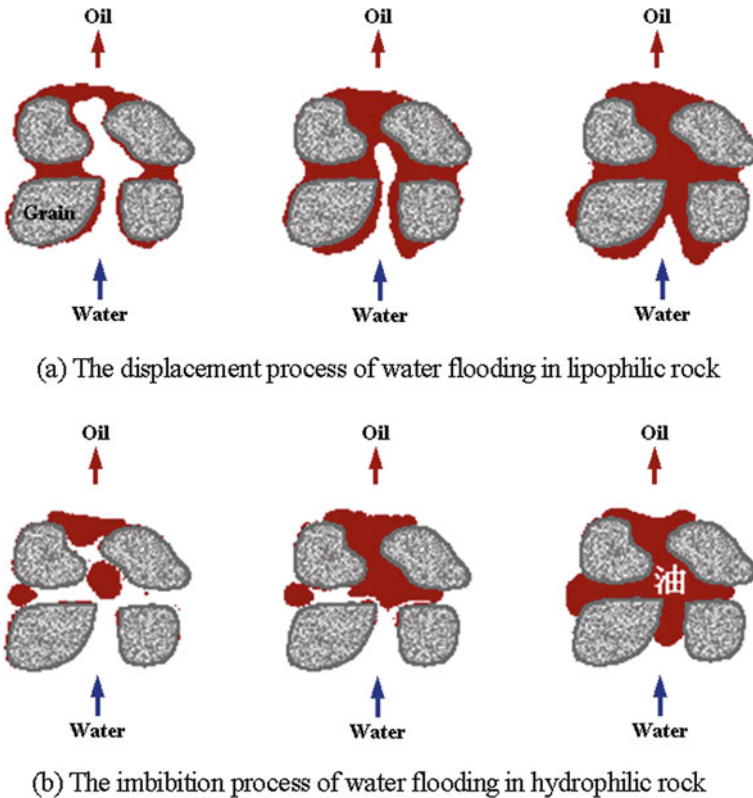 Oil Oil Oil
Grain
Water Water Water
(a) The displacement process of water flooding in lipophilic rock
Oil Oil Oil
油
Water Water Water
(b) The imbibition process of water flooding in hydrophilic rock